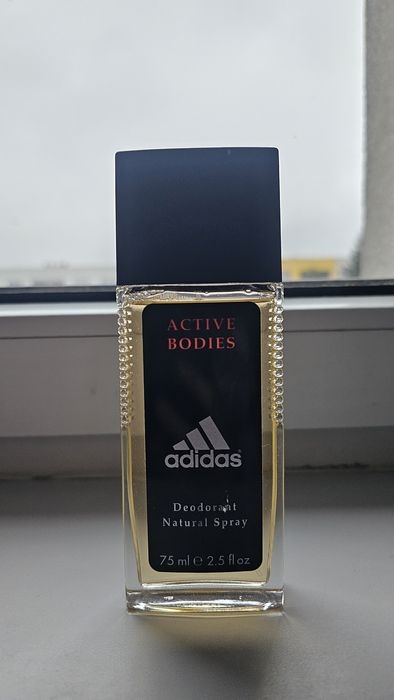 ACTIVE
BODIES
adidas
Deodorant
Natural Spray
75 ml ℮ 2.5 fl oz